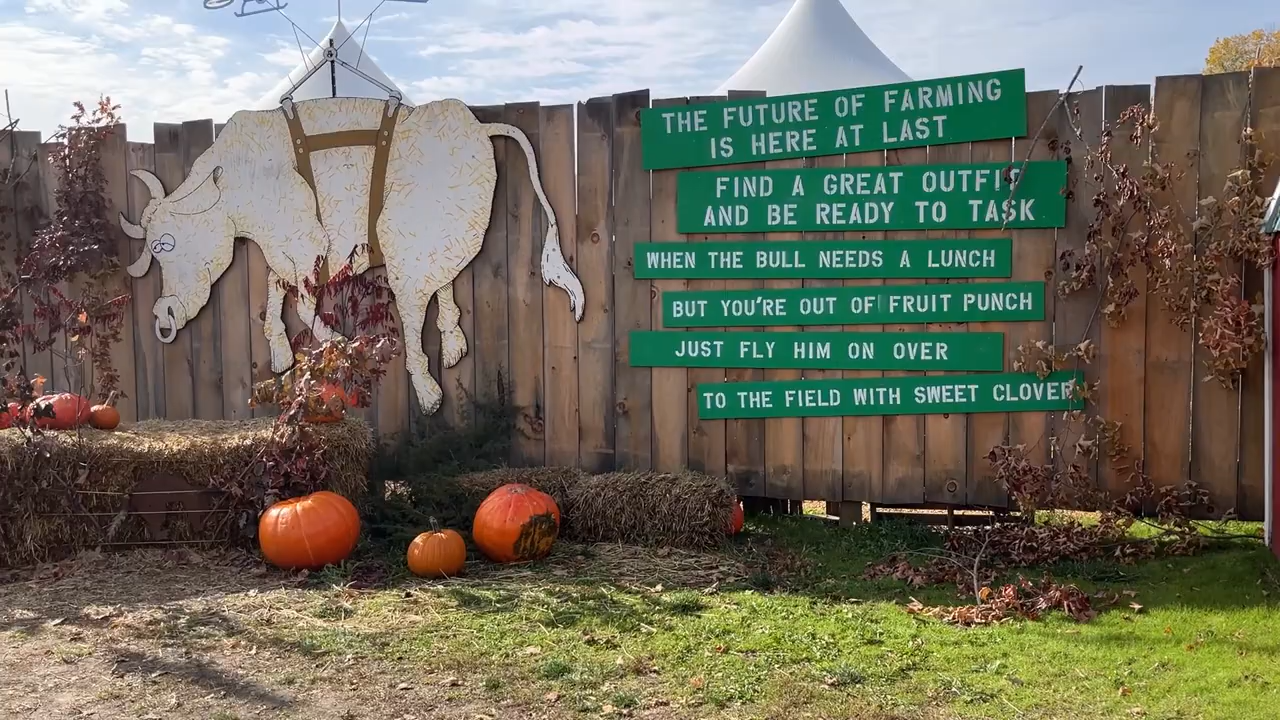 THE FUTURE OF FARMING
IS HERE AT LAST
FIND A GREAT OUTFIT
AND BE READY TO TASK
WHEN THE BULL NEEDS A LUNCH
BUT YOU'RE OUT OF FRUIT PUNCH
JUST FLY HIM ON OVER
TO THE FIELD WITH SWEET CLOVER